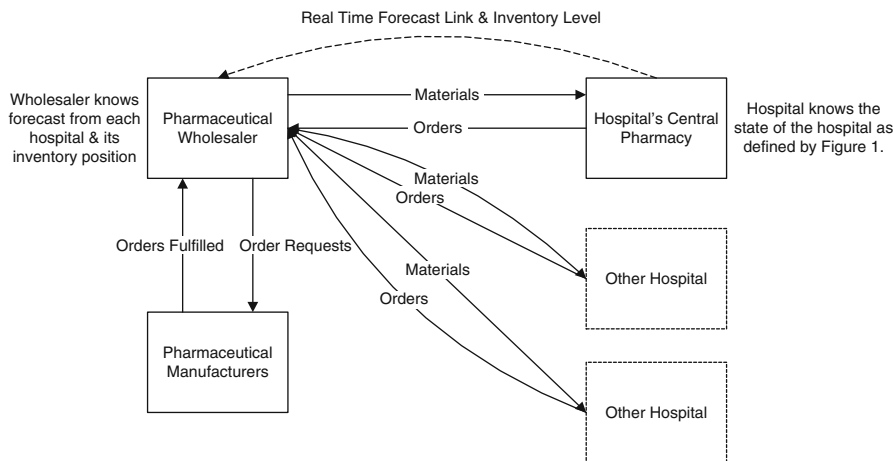 Real Time Forecast Link & Inventory Level
Wholesaler knows
forecast from each
hospital & its
inventory position
Pharmaceutical
Wholesaler
Materials
Orders
Hospital's Central
Pharmacy
Hospital knows the
state of the hospital as
defined by Figure 1.
Materials
Orders
Orders Fulfilled
Order Requests
Materials
Orders
Other Hospital
Pharmaceutical
Manufacturers
Other Hospital